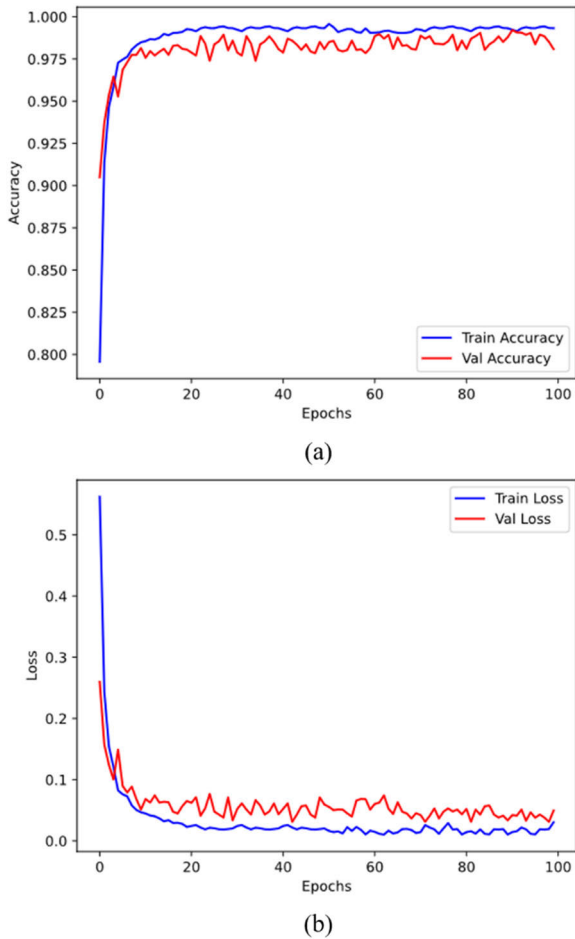 1.000
0.975
0.950
0.925
0.900
0.875
0.850
0.825
0.800
Accuracy
Train Accuracy
Val Accuracy
0 20 40 60 80 100
Epochs
(a)
0.5
0.4
0.3
0.2
0.1
0.0
Loss
Train Loss
Val Loss
0 20 40 60 80 100
Epochs
(b)